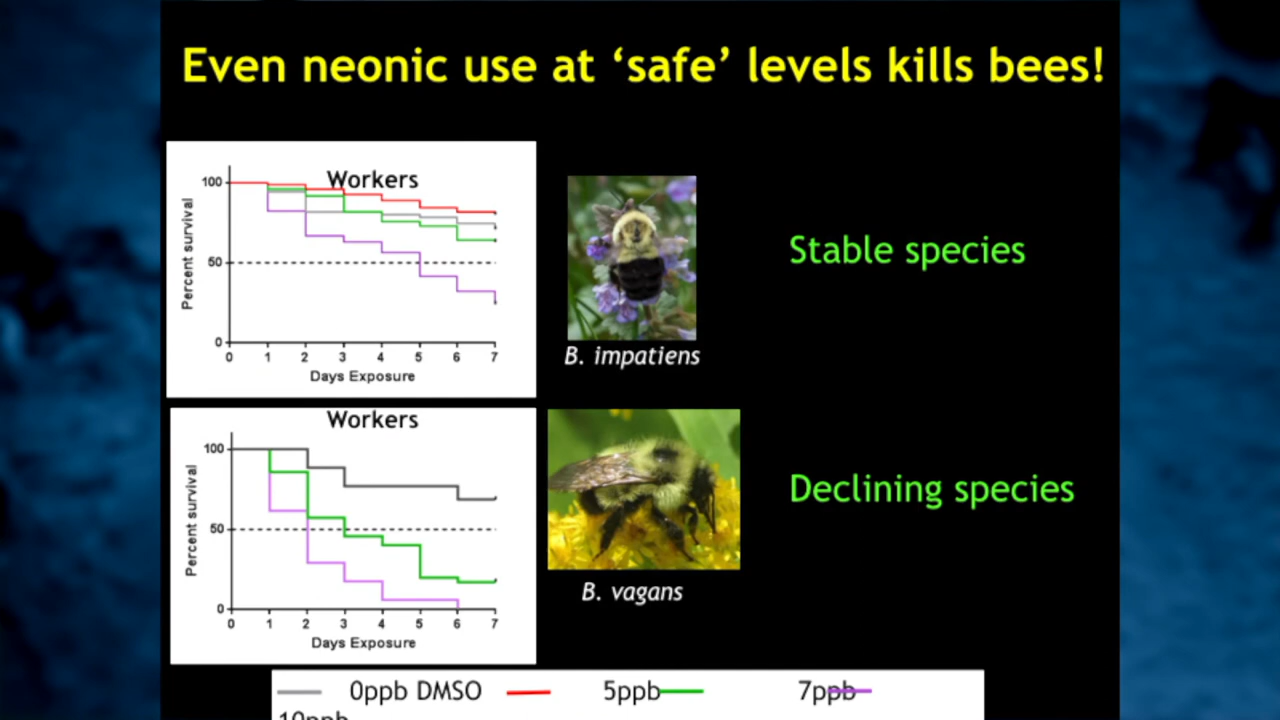 Even neonic use at ‘safe’ levels kills bees!
Workers
100
50
0
Percent survival
0 1 2 3 4 5 6 7
Days Exposure
B. impatiens
Stable species
Workers
100
50
0
Percent survival
0 1 2 3 4 5 6 7
Days Exposure
B. vagans
Declining species
0ppb DMSO 5ppb 7ppb
10ppb